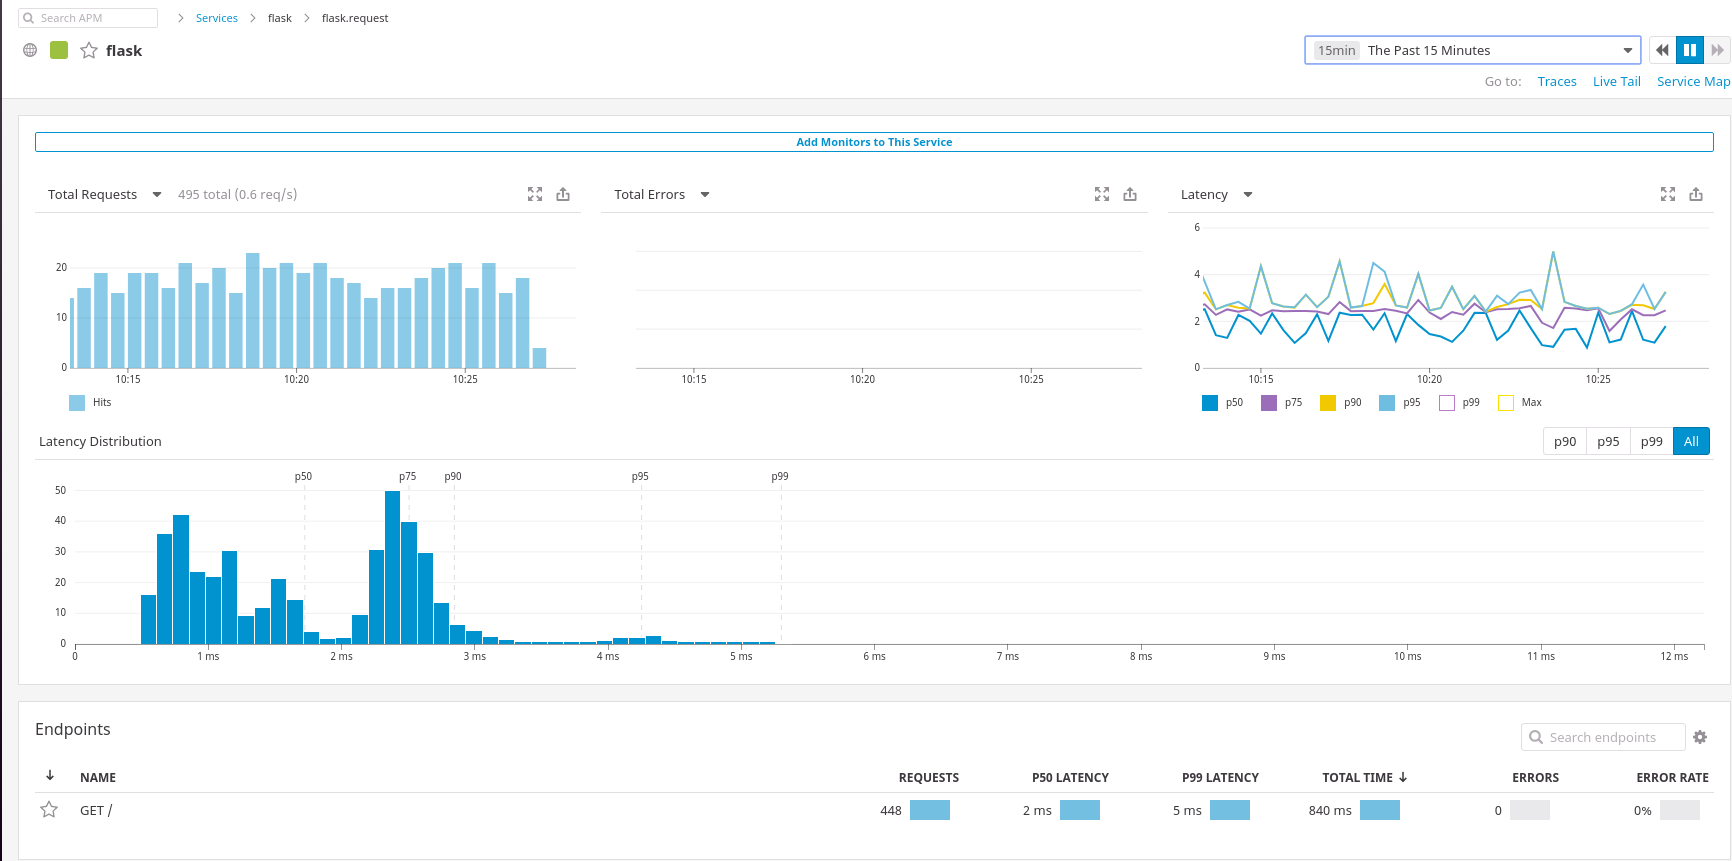 Search APM > Services > flask > flask.request
flask
15min The Past 15 Minutes
Go to: Traces Live Tail Service Map
Add Monitors to This Service
Total Requests 495 total (0.6 req/s)
20
10
0
10:15 10:20 10:25
Hits
Total Errors
10:15 10:20 10:25
Latency
6
4
2
0
10:15 10:20 10:25
p50 p75 p90 p95 p99 Max
Latency Distribution
p90 p95 p99 All
p50 p75 p90 p95 p99
50
40
30
20
10
0
0 1 ms 2 ms 3 ms 4 ms 5 ms 6 ms 7 ms 8 ms 9 ms 10 ms 11 ms 12 ms
Endpoints
Search endpoints
NAME REQUESTS P50 LATENCY P99 LATENCY TOTAL TIME ERRORS ERROR RATE
GET / 448 2 ms 5 ms 840 ms 0 0%